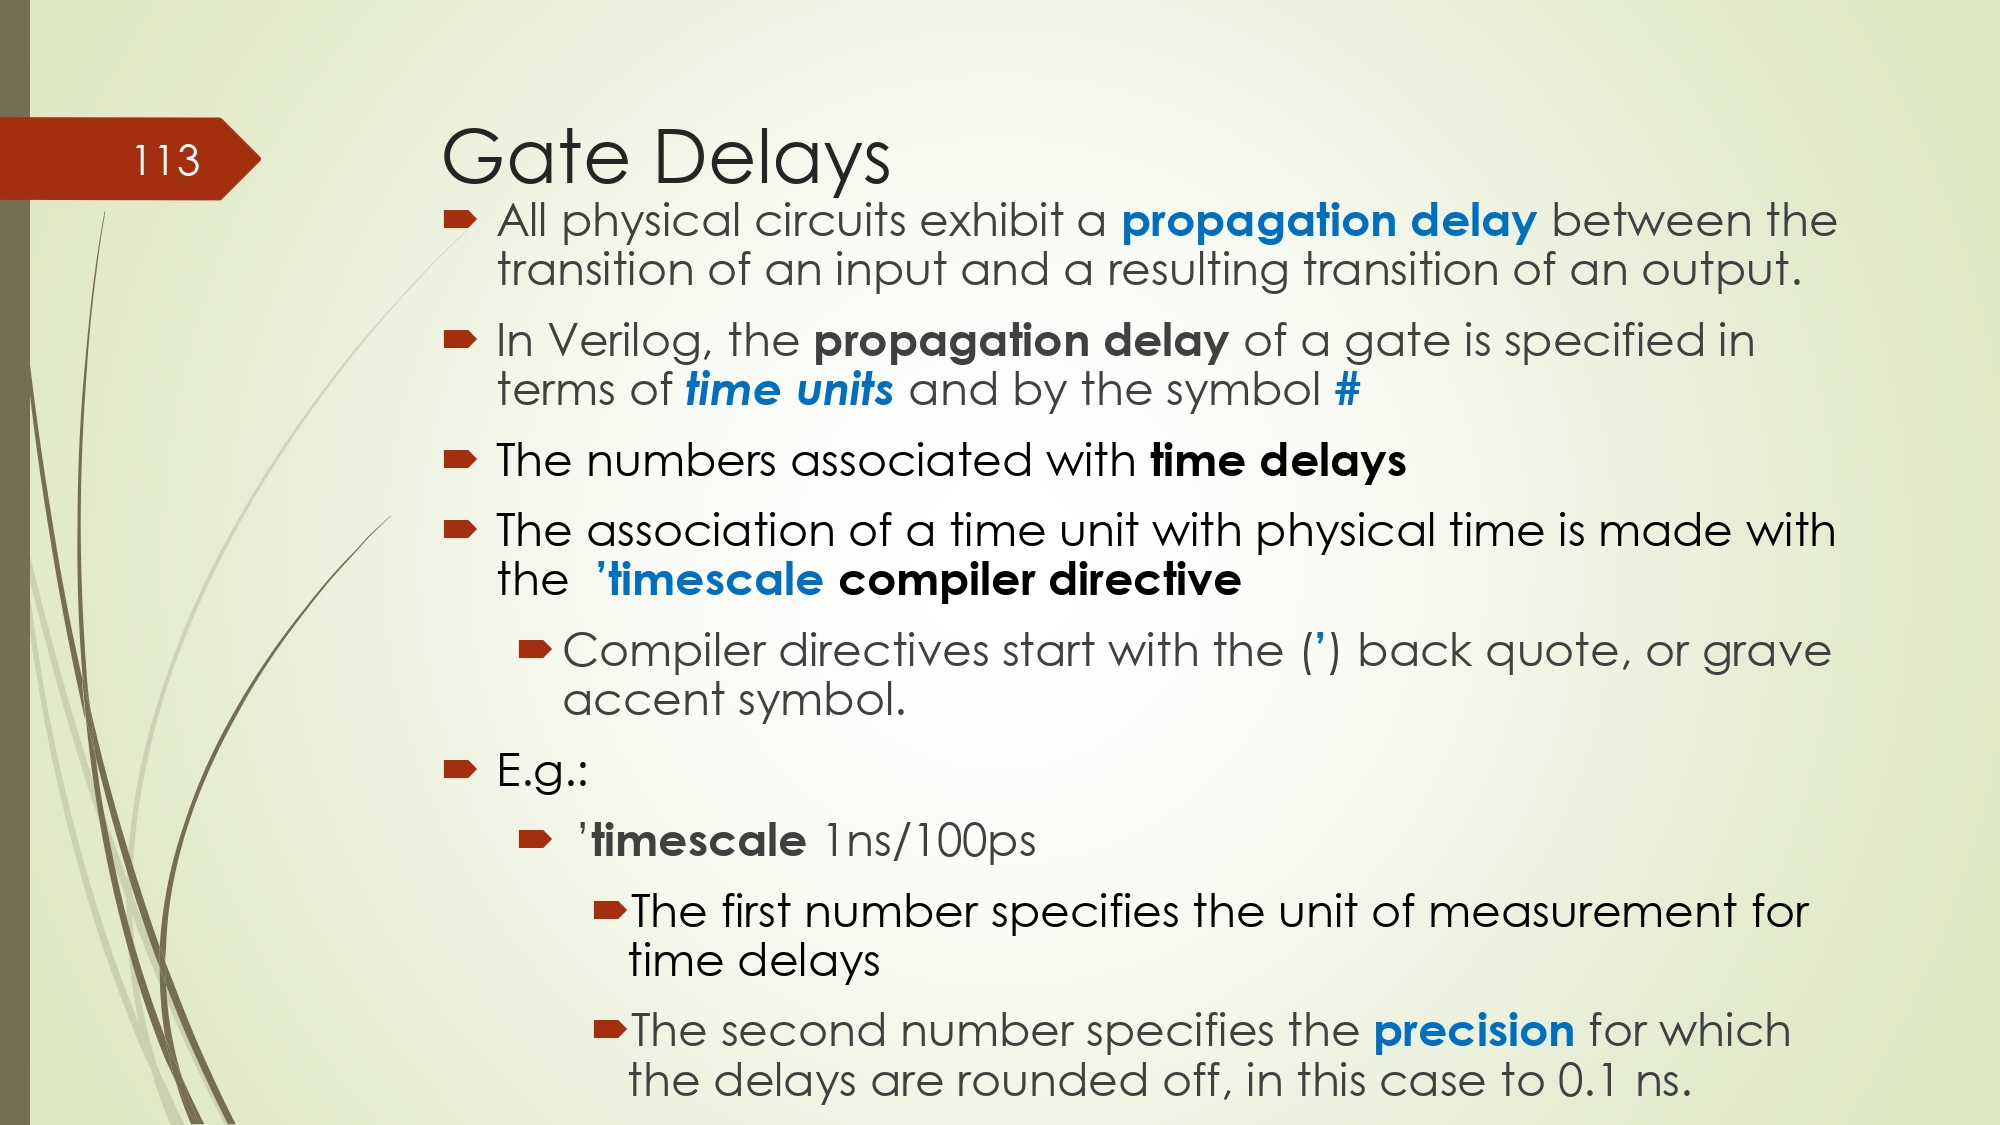 113
Gate Delays
All physical circuits exhibit a propagation delay between the
transition of an input and a resulting transition of an output.
In Verilog, the propagation delay of a gate is specified in
terms of time units and by the symbol #
The numbers associated with time delays
The association of a time unit with physical time is made with
the ’timescale compiler directive
Compiler directives start with the (’) back quote, or grave
accent symbol.
E.g.:
’timescale 1ns/100ps
The first number specifies the unit of measurement for
time delays
The second number specifies the precision for which
the delays are rounded off, in this case to 0.1 ns.